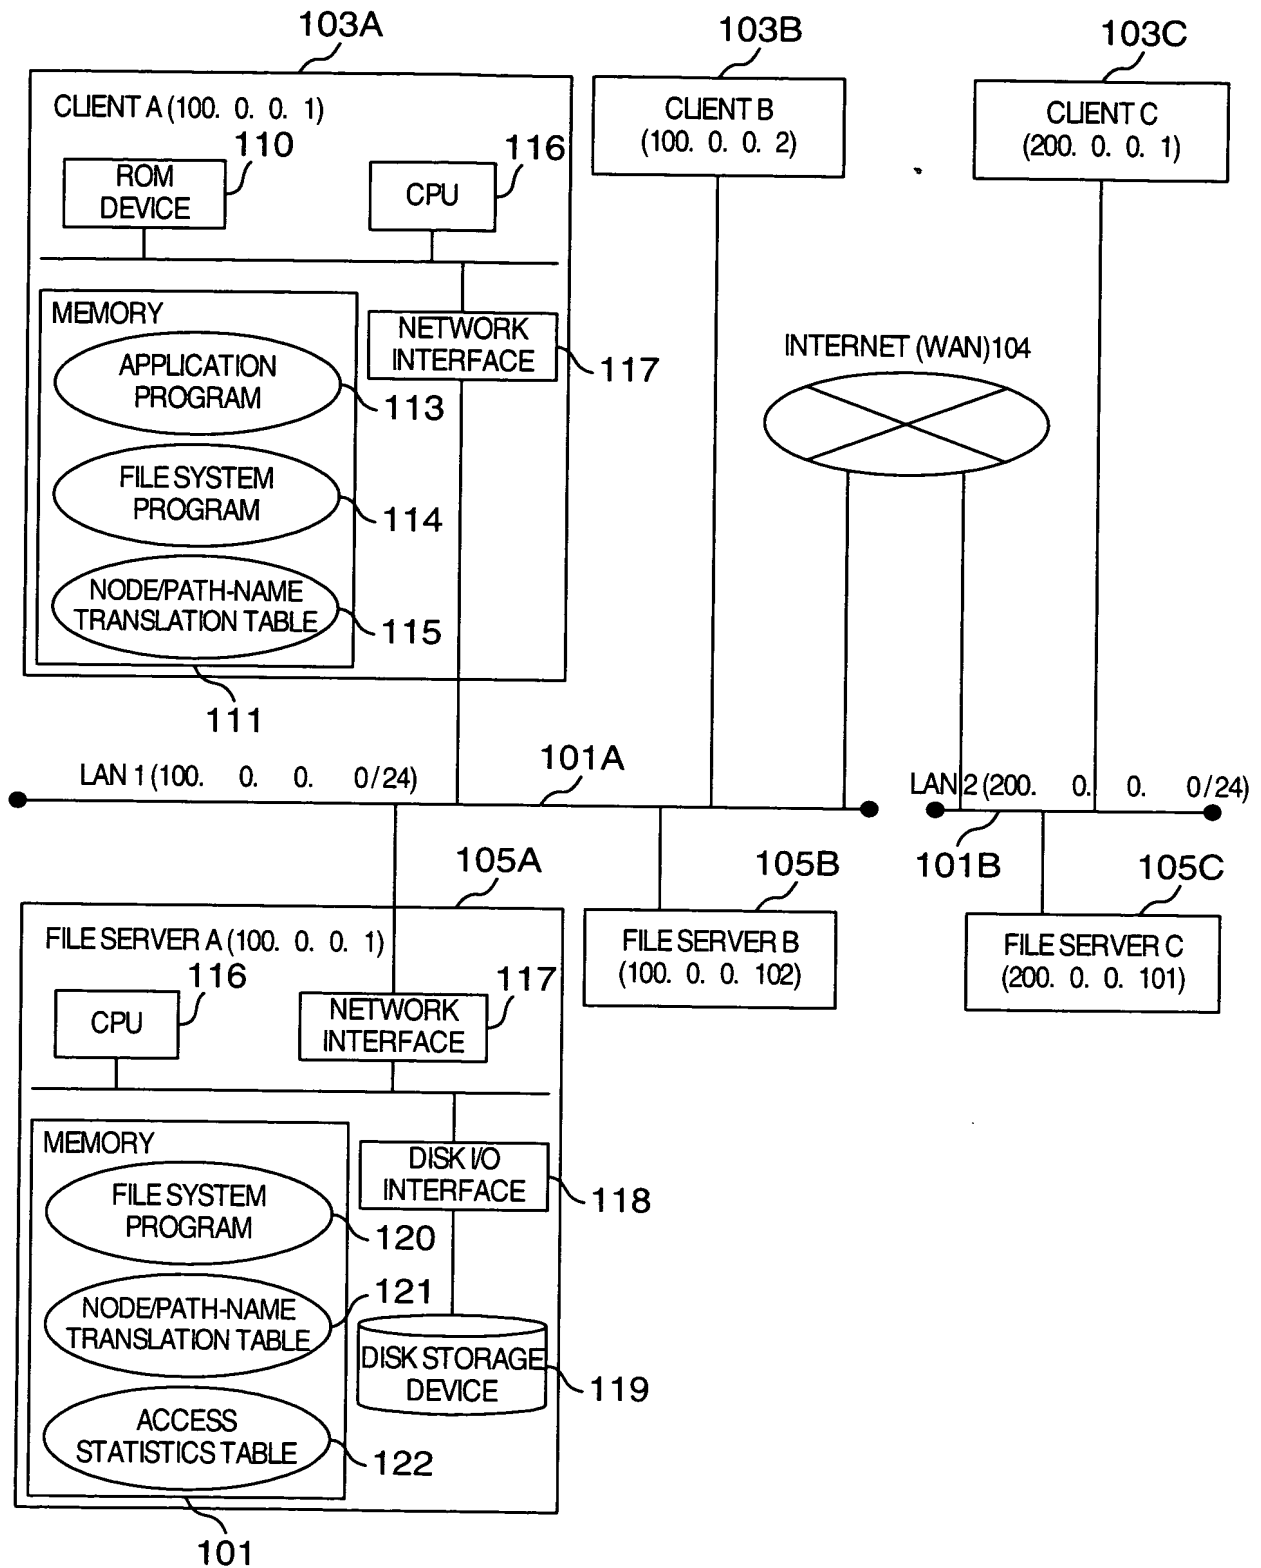 103A
103B
103C
CLIENT A (100. 0. 0. 1)
110
ROM
DEVICE
116
CPU
CLIENT B
(100. 0. 0. 2)
CLIENT C
(200. 0. 0. 1)
MEMORY
APPLICATION
PROGRAM
113
NETWORK
INTERFACE
117
FILE SYSTEM
PROGRAM
114
NODE/PATH-NAME
TRANSLATION TABLE
115
111
INTERNET (WAN)104
LAN 1 (100. 0. 0. 0/24)
101A
LAN 2 (200. 0. 0. 0/24)
101B
105A
105B
105C
FILE SERVER A (100. 0. 0. 1)
116
CPU
117
NETWORK
INTERFACE
FILE SERVER B
(100. 0. 0. 102)
FILE SERVER C
(200. 0. 0. 101)
MEMORY
FILE SYSTEM
PROGRAM
120
DISK I/O
INTERFACE
118
NODE/PATH-NAME
TRANSLATION TABLE
121
DISK STORAGE
DEVICE
119
ACCESS
STATISTICS TABLE
122
101